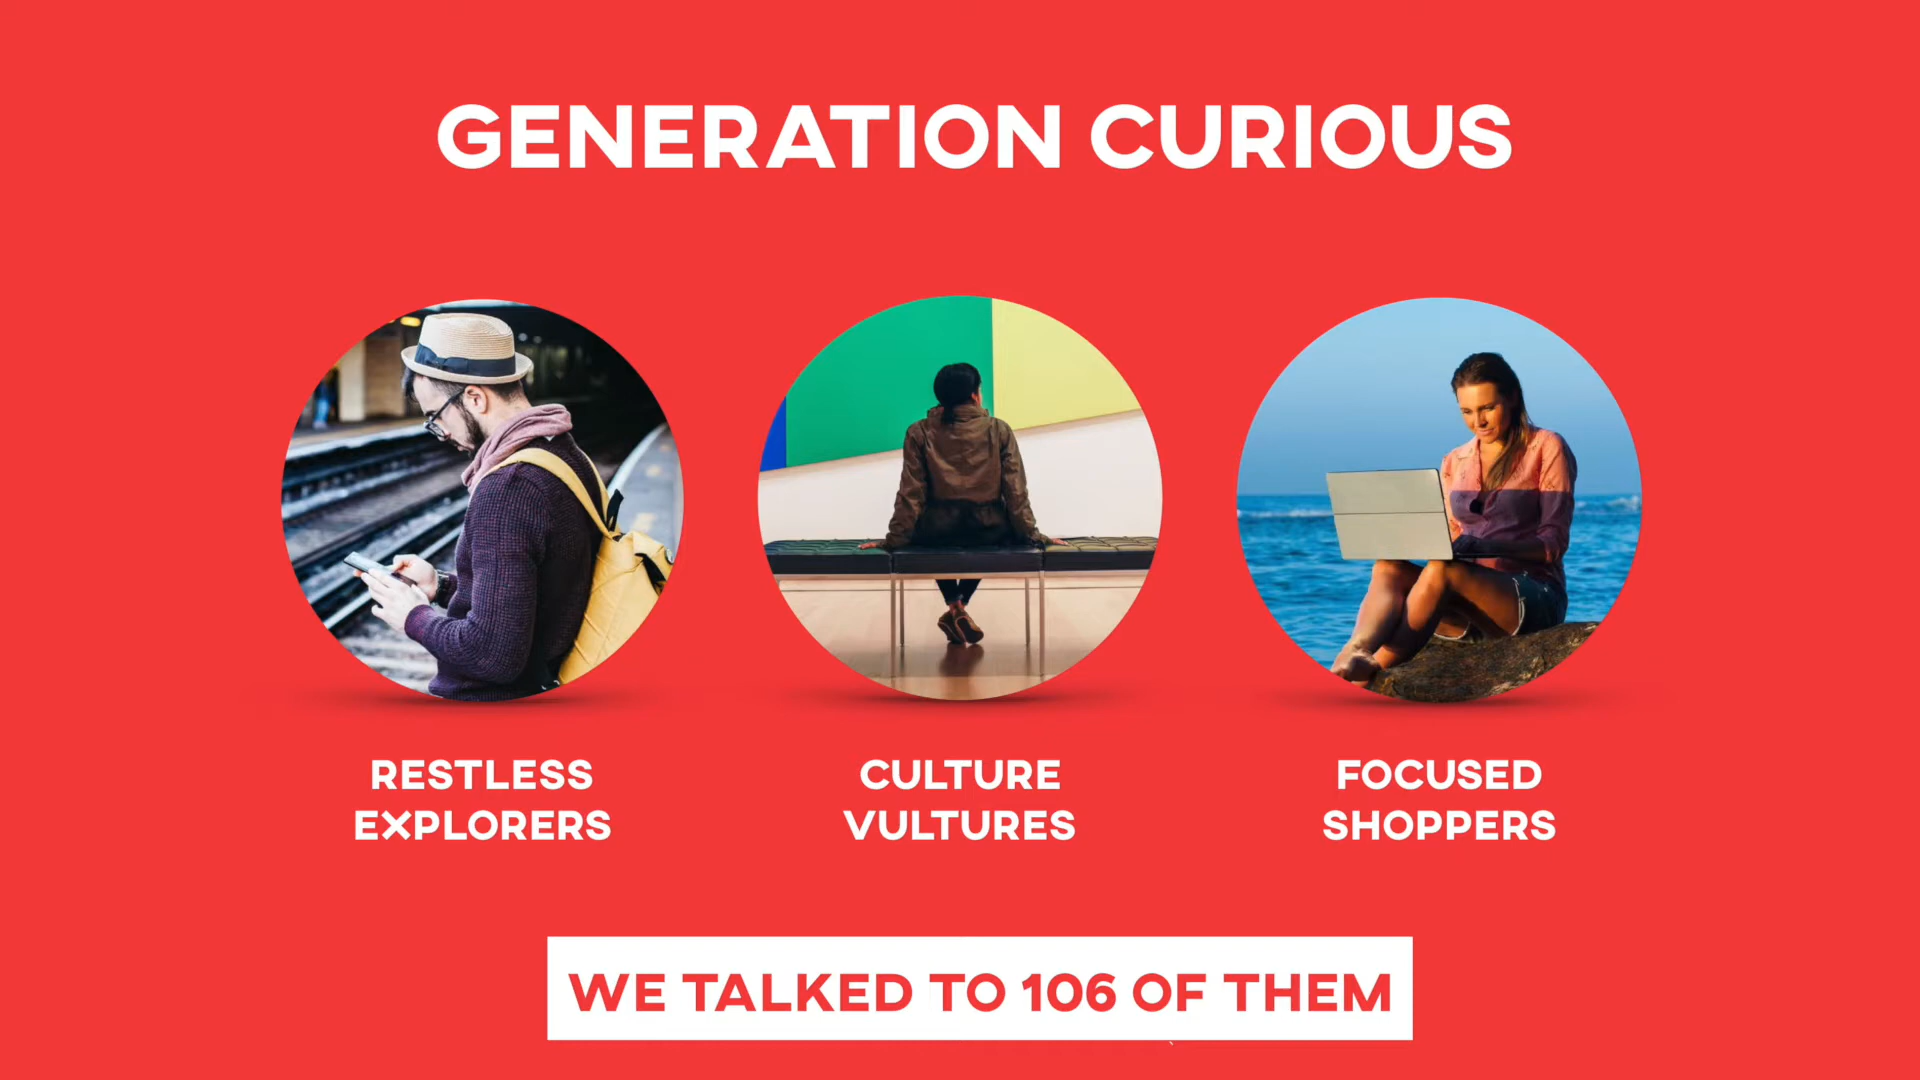 GENERATION CURIOUS
RESTLESS
EXPLORERS
CULTURE
VULTURES
FOCUSED
SHOPPERS
WE TALKED TO 106 OF THEM